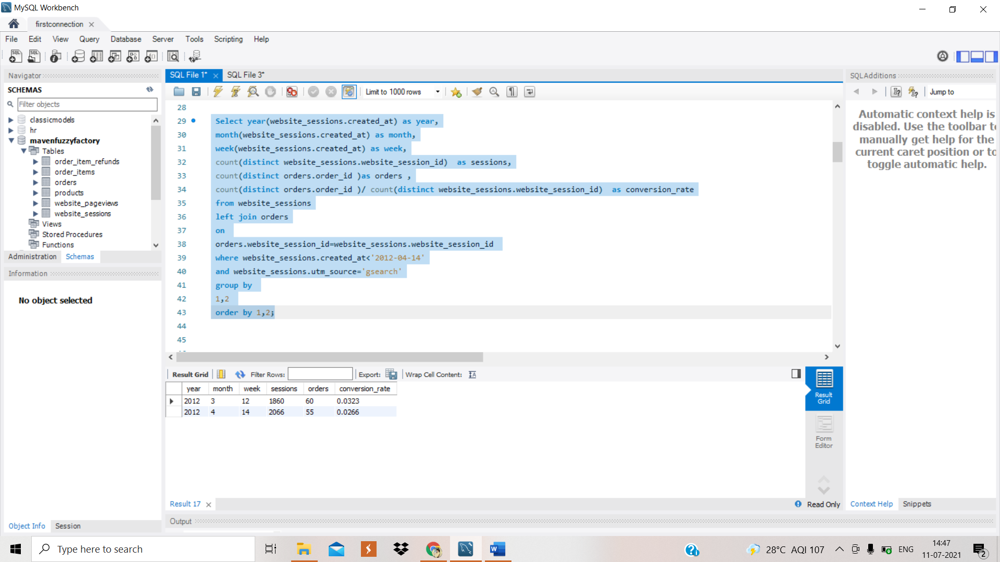 MySQL Workbench
firstconnection
File Edit View Query Database Server Tools Scripting Help
Navigator
SCHEMAS
Filter objects
classicmodels
hr
mavenfuzzyfactory
Tables
order_item_refunds
order_items
orders
products
website_pageviews
website_sessions
Views
Stored Procedures
Functions
Administration Schemas
Information
No object selected
Object Info Session
SQL File 1* SQL File 3*
Limit to 1000 rows
28
29 Select year(website_sessions.created_at) as year,
30 month(website_sessions.created_at) as month,
31 week(website_sessions.created_at) as week,
32 count(distinct website_sessions.website_session_id)  as sessions,
33 count(distinct orders.order_id )as orders ,
34 count(distinct orders.order_id )/ count(distinct website_sessions.website_session_id)  as conversion_rate
35 from website_sessions
36 left join orders
37 on
38 orders.website_session_id=website_sessions.website_session_id
39 where website_sessions.created_at<'2012-04-14'
40 and website_sessions.utm_source='gsearch'
41 group by
42 1,2
43 order by 1,2;
44
45
Result Grid Filter Rows: Export: Wrap Cell Content:
year month week sessions orders conversion_rate
2012 3 12 1860 60 0.0323
2012 4 14 2066 55 0.0266
Result
Grid
Form
Editor
Result 17 Read Only
Output
SQLAdditions
Jump to
Automatic context help is
disabled. Use the toolbar to
manually get help for the
current caret position or to
toggle automatic help.
Context Help Snippets
Type here to search
28°C AQI 107 ENG
14:47
11-07-2021
2